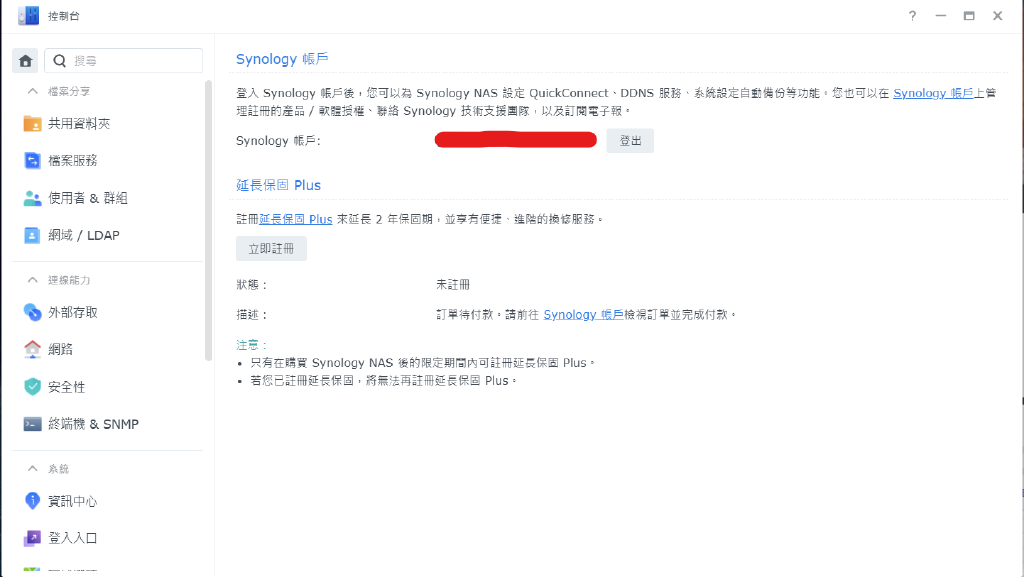 控制台
搜尋
檔案分享
共用資料夾
檔案服務
使用者 & 群組
網域 / LDAP
連線能力
外部存取
網路
安全性
終端機 & SNMP
系統
資訊中心
登入入口
Synology 帳戶
登入 Synology 帳戶後，您可以為 Synology NAS 設定 QuickConnect、DDNS 服務、系統設定自動備份等功能。您也可以在 Synology 帳戶上管
理註冊的產品 / 軟體授權、聯絡 Synology 技術支援團隊，以及訂閱電子報。
Synology 帳戶:
登出
延長保固 Plus
註冊延長保固 Plus 來延長 2 年保固期，並享有便捷、進階的換修服務。
立即註冊
狀態：
未註冊
描述：
訂單待付款。請前往 Synology 帳戶檢視訂單並完成付款。
注意：
• 只有在購買 Synology NAS 後的限定期間內可註冊延長保固 Plus。
• 若您已註冊延長保固，將無法再註冊延長保固 Plus。